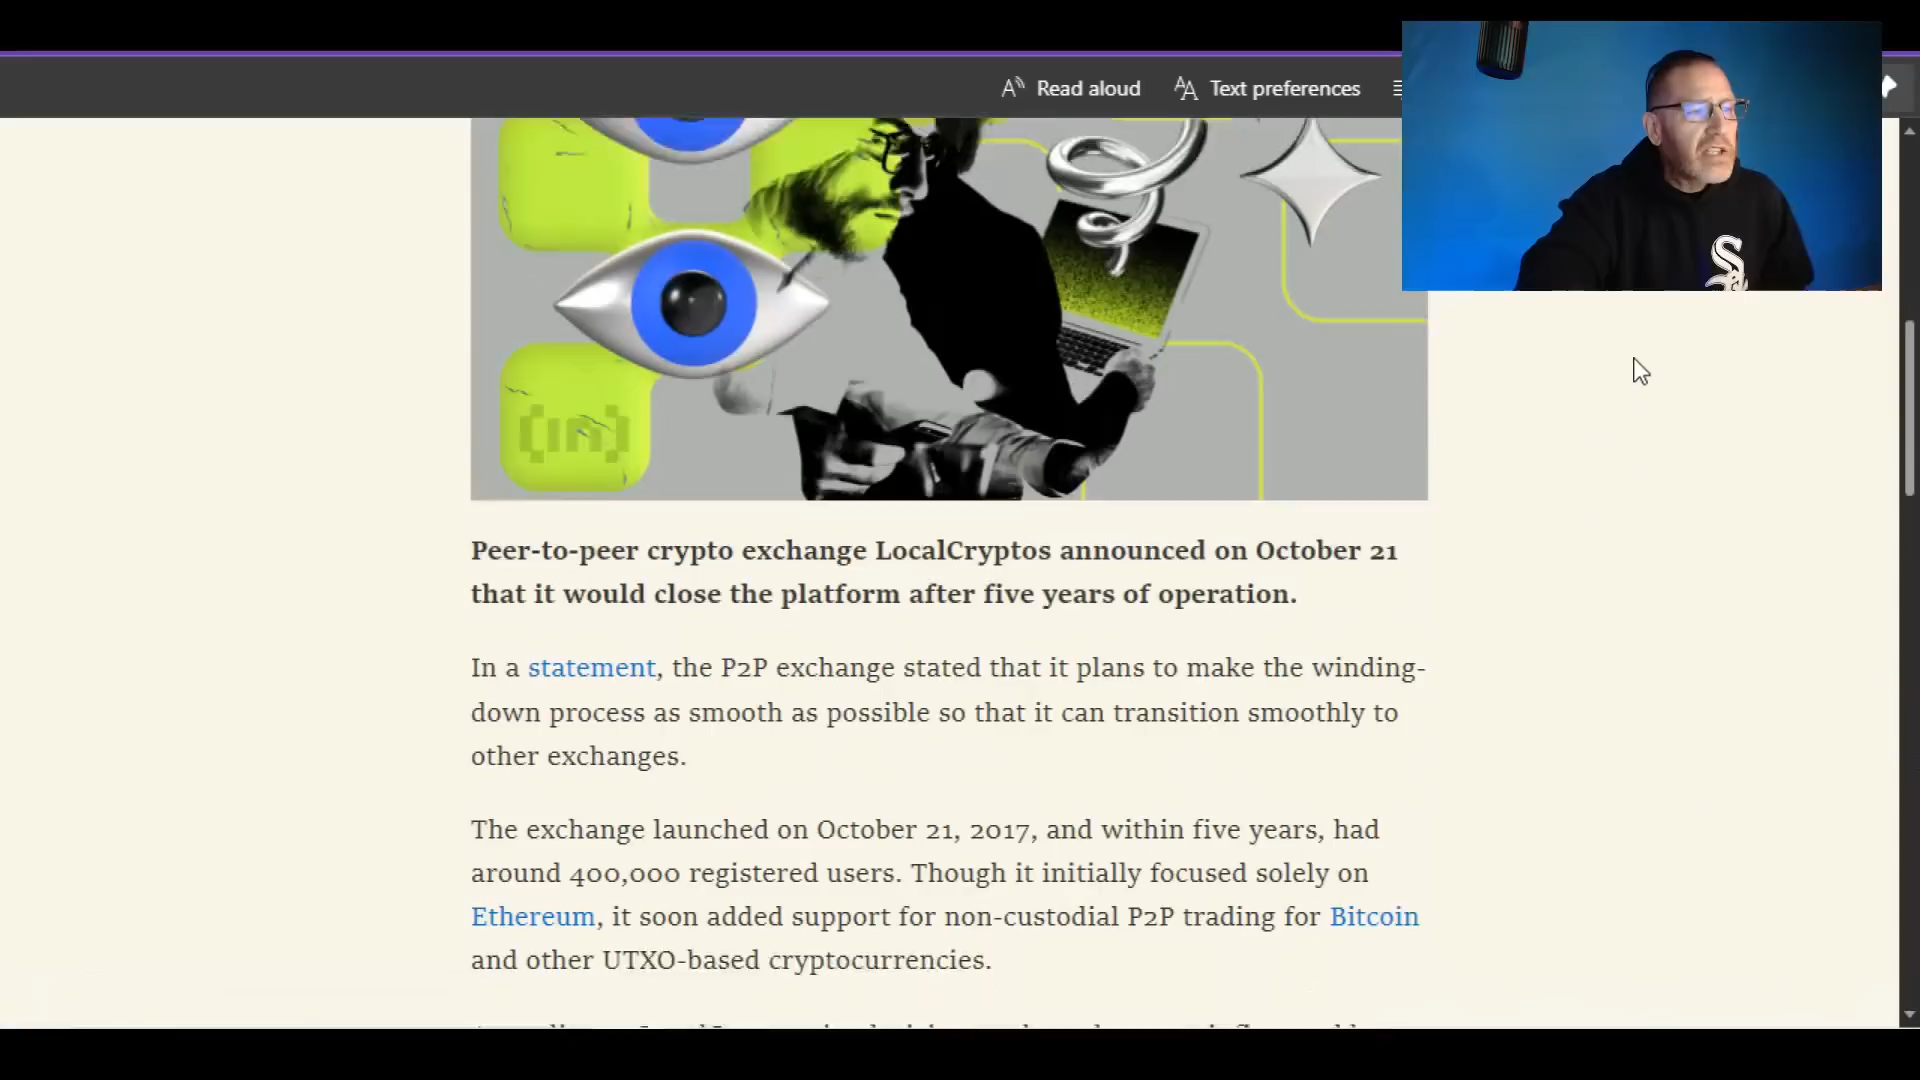 Read aloud
Text preferences
[in]
Peer-to-peer crypto exchange LocalCryptos announced on October 21
that it would close the platform after five years of operation.
In a statement, the P2P exchange stated that it plans to make the winding-
down process as smooth as possible so that it can transition smoothly to
other exchanges.
The exchange launched on October 21, 2017, and within five years, had
around 400,000 registered users. Though it initially focused solely on
Ethereum, it soon added support for non-custodial P2P trading for Bitcoin
and other UTXO-based cryptocurrencies.